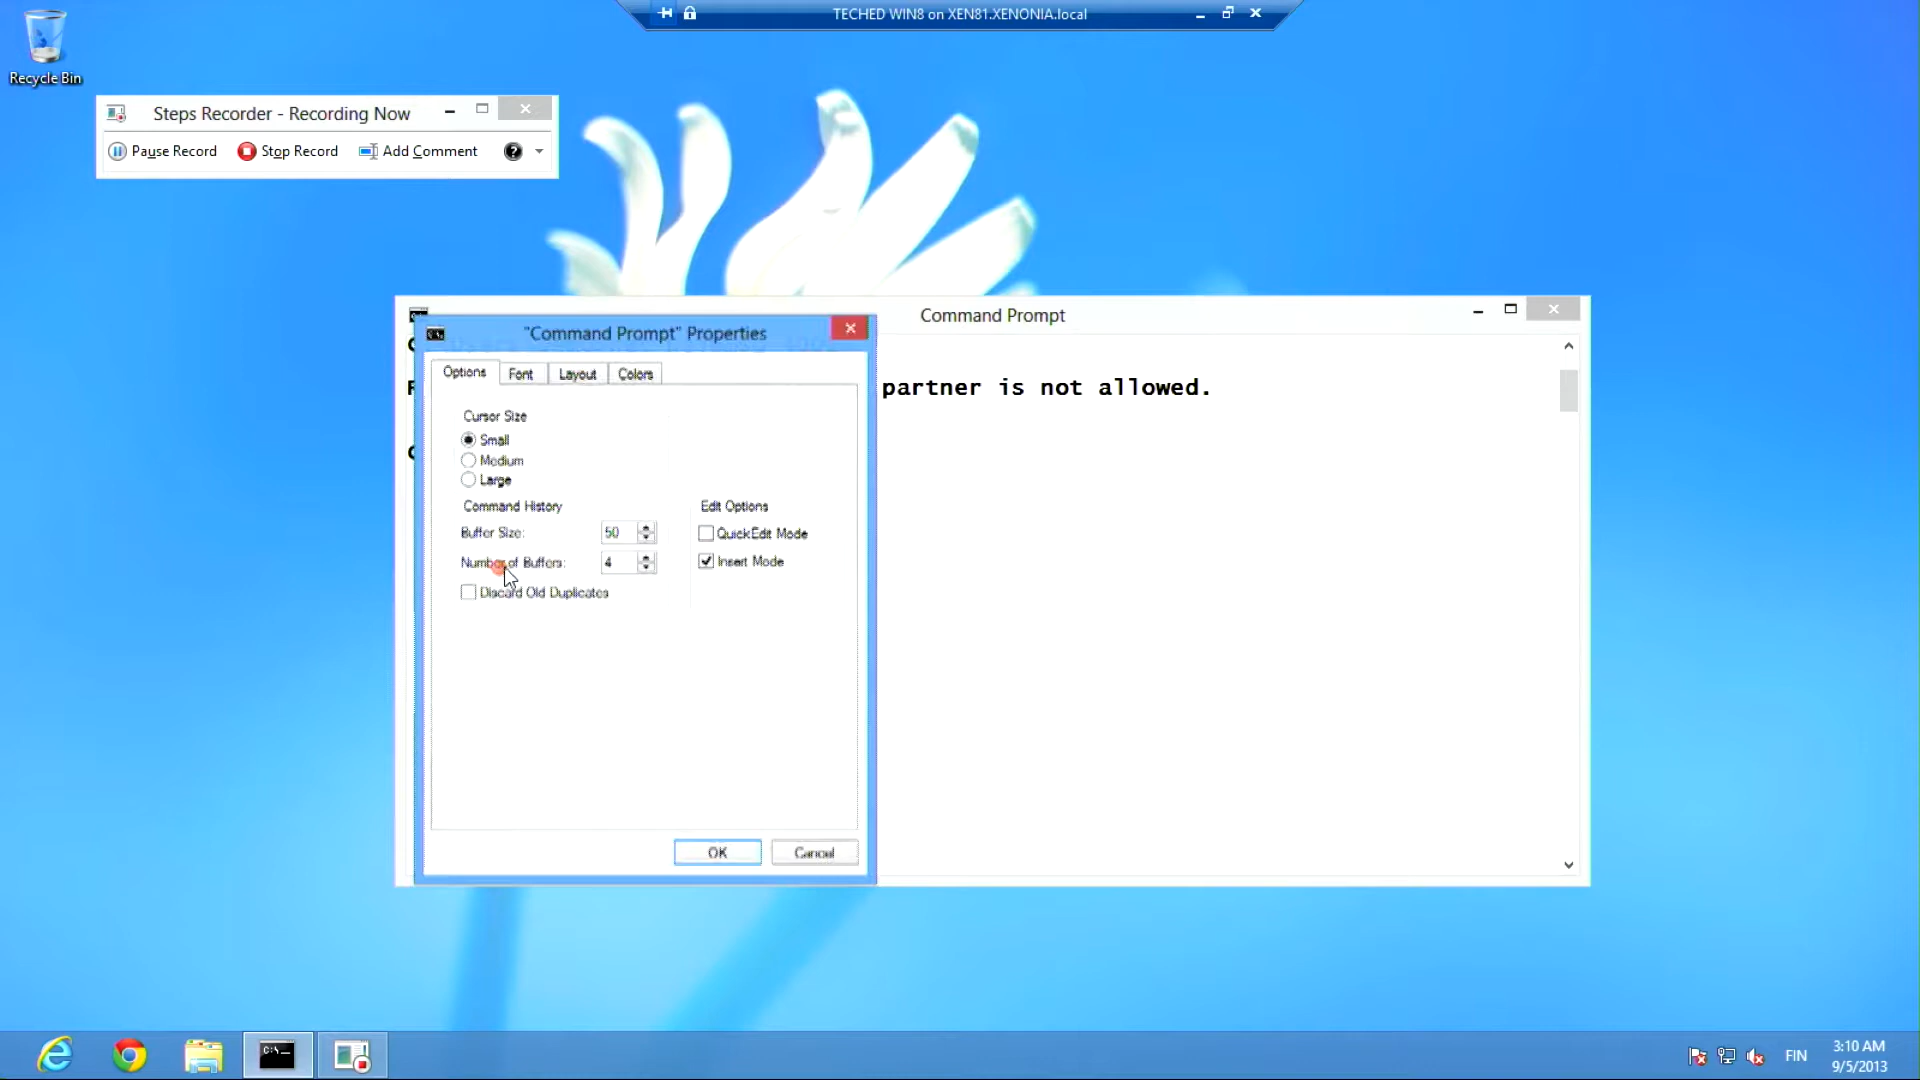 TECHED WIN8 on XEN81.XENONIA.local
Recycle Bin
Steps Recorder - Recording Now
Pause Record
Stop Record
Add Comment
Command Prompt
"Command Prompt" Properties
Options
Font
Layout
Colors
partner is not allowed.
Cursor Size
Small
Medium
Large
Command History
Edit Options
Buffer Size:
50
QuickEdit Mode
Number of Buffers:
4
Insert Mode
Discard Old Duplicates
OK
Cancel
FIN
3:10 AM
9/5/2013